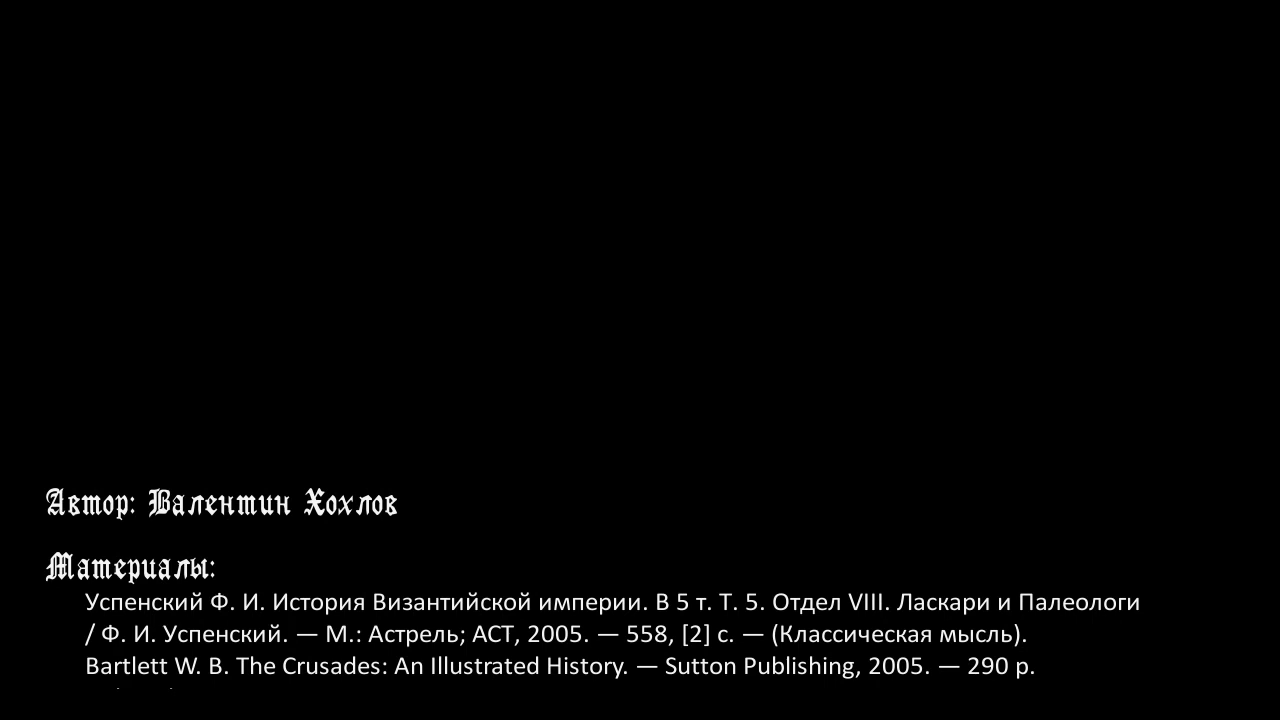 Автор: Валентин Хохлов
Материалы:
Успенский Ф. И. История Византийской империи. В 5 т. Т. 5. Отдел VIII. Ласкари и Палеологи
/ Ф. И. Успенский. — М.: Астрель; АСТ, 2005. — 558, [2] с. — (Классическая мысль).
Bartlett W. B. The Crusades: An Illustrated History. — Sutton Publishing, 2005. — 290 p.